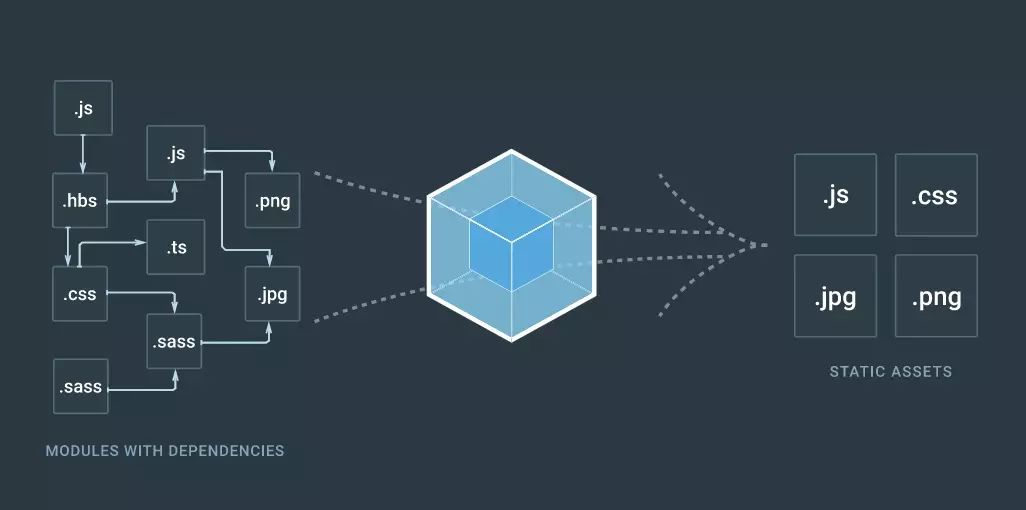 .js
.js
.hbs
.png
.ts
.css
.jpg
.sass
.sass
MODULES WITH DEPENDENCIES
.js
.css
.jpg
.png
STATIC ASSETS